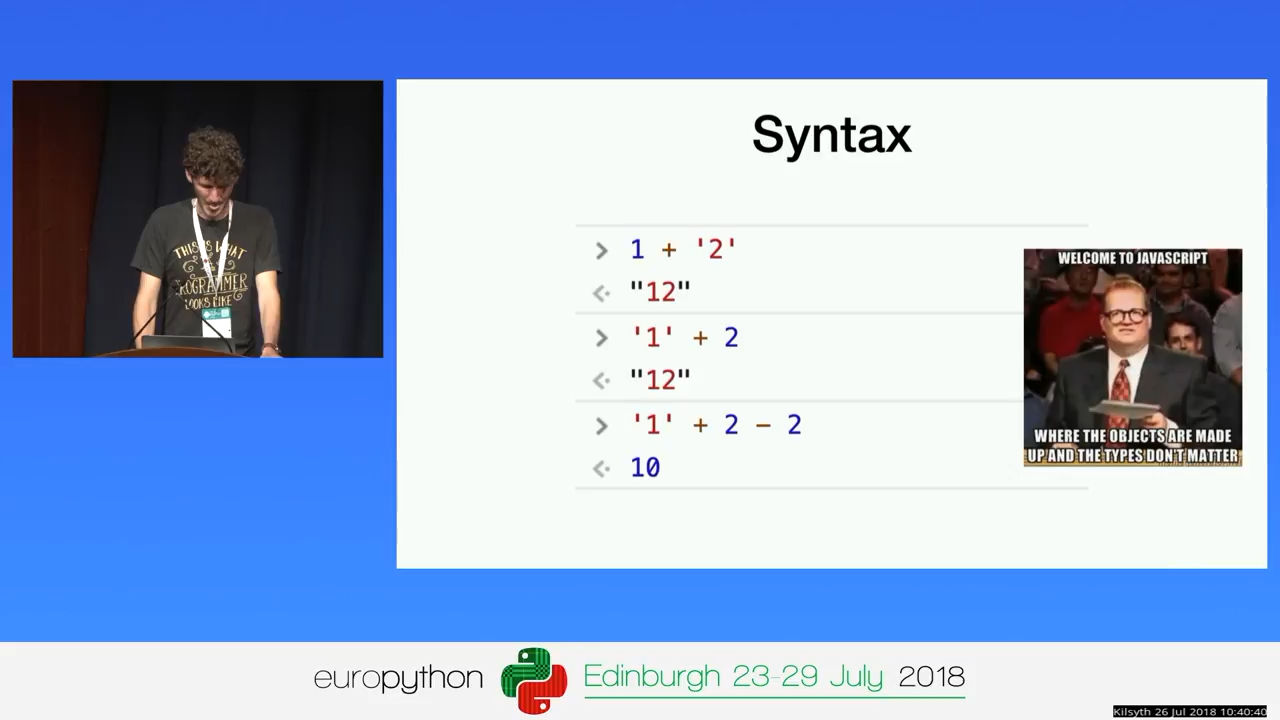 THIS IS WHAT
A
PROGRAMMER
LOOKS LIKE
Syntax
> 1 + '2'
"12"
> '1' + 2
"12"
> '1' + 2 − 2
10
WELCOME TO JAVASCRIPT
WHERE THE OBJECTS ARE MADE
UP AND THE TYPES DON'T MATTER
europython
Edinburgh 23-29 July 2018
Kilsyth 26 Jul 2018 10:40:40